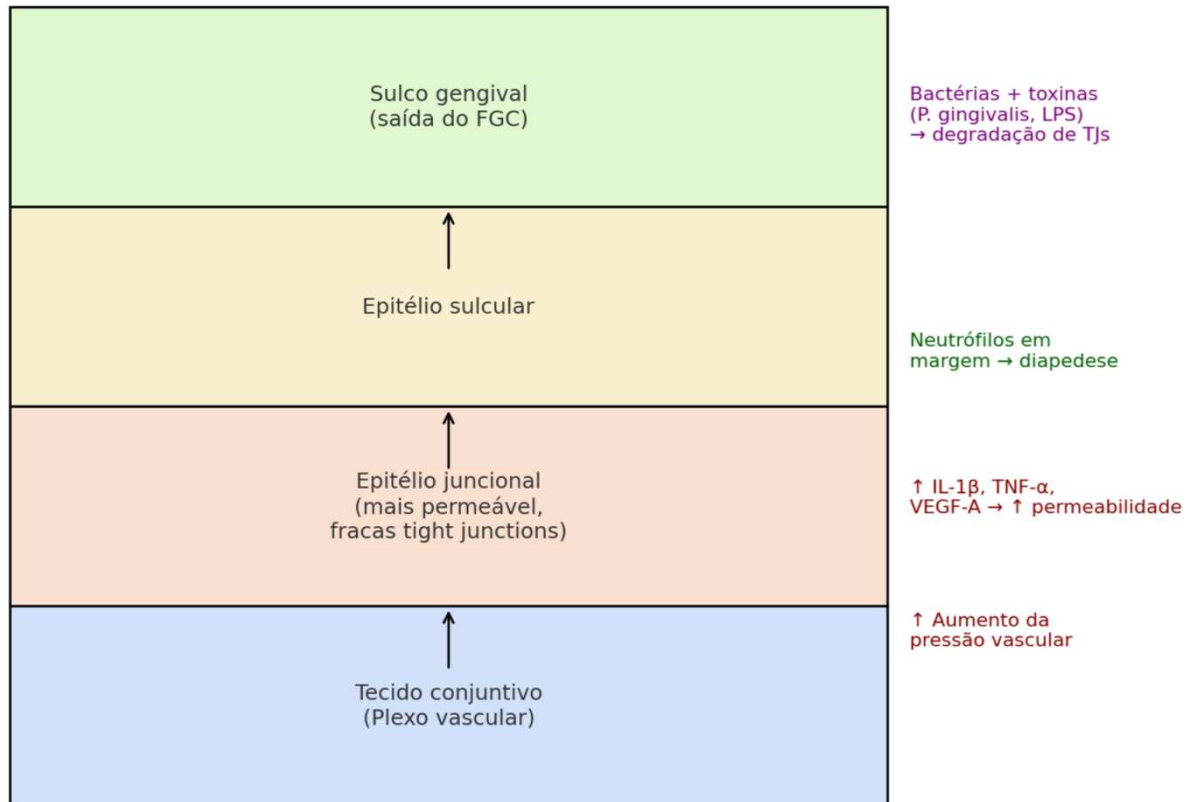 Sulco gengival
(saída do FGC)
Bactérias + toxinas
(P. gingivalis, LPS)
→ degradação de TJs
Epitélio sulcular
Neutrófilos em
margem → diapedese
Epitélio juncional
(mais permeável,
fracas tight junctions)
↑ IL-1β, TNF-α,
VEGF-A → ↑ permeabilidade
↑ Aumento da
pressão vascular
Tecido conjuntivo
(Plexo vascular)